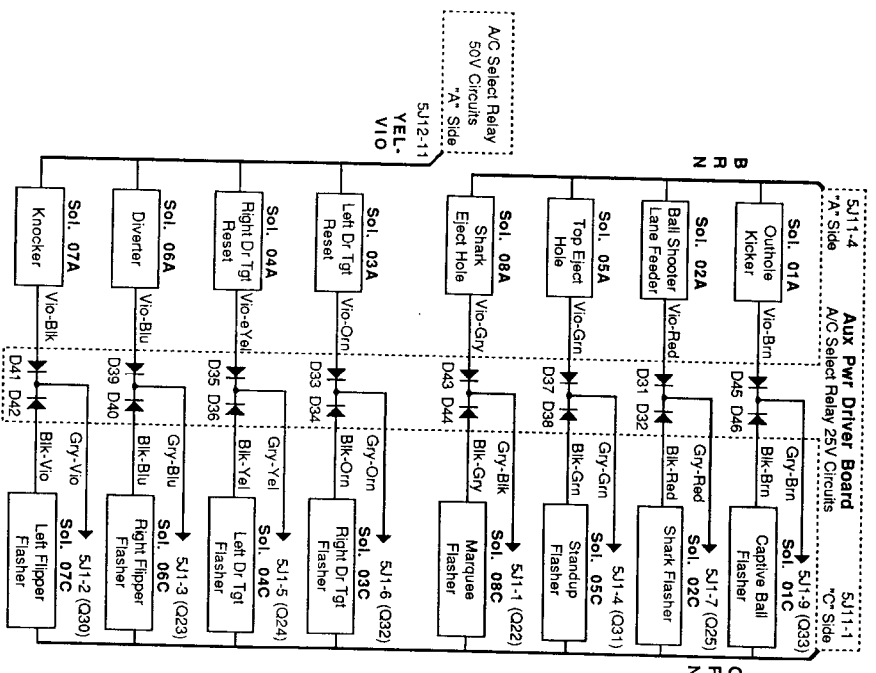 Aux Pwr Driver Board
5J11-4
A/C Select Relay 25V Circuits
5J11-1
"A" Side
"C" Side
B
R
N
Sol. 01A
Outhole
Kicker
Vio-Brn
D45 D46
Gry-Brn
Blk-Brn
5J1-9 (Q33)
Sol. 01C
Captive Ball
Flasher
Sol. 02A
Ball Shooter
Lane Feeder
Vio-Red
D31 D32
Gry-Red
Blk-Red
5J1-7 (Q25)
Sol. 02C
Shark Flasher
Sol. 05A
Top Eject
Hole
Vio-Grn
D37 D38
Gry-Grn
Blk-Grn
5J1-4 (Q31)
Sol. 05C
Standup
Flasher
Sol. 08A
Shark
Eject Hole
Vio-Gry
D43 D44
Gry-Blk
Blk-Gry
5J1-1 (Q22)
Sol. 08C
Marquee
Flasher
A/C Select Relay
50V Circuits
"A" Side
5J12-11
YEL-
VIO
Sol. 03A
Left Dr Tgt
Reset
Vio-Orn
D33 D34
Gry-Orn
Blk-Orn
5J1-6 (Q32)
Sol. 03C
Right Dr Tgt
Flasher
Sol. 04A
Right Dr Tgt
Reset
Vio-eYel
D35 D36
Gry-Yel
Blk-Yel
5J1-5 (Q24)
Sol. 04C
Left Dr Tgt
Flasher
Sol. 06A
Diverter
Vio-Blu
D39 D40
Gry-Blu
Blk-Blu
5J1-3 (Q23)
Sol. 06C
Right Flipper
Flasher
Sol. 07A
Knocker
Vio-Blk
D41 D42
Gry-Vio
Blk-Vio
5J1-2 (Q30)
Sol. 07C
Left Flipper
Flasher